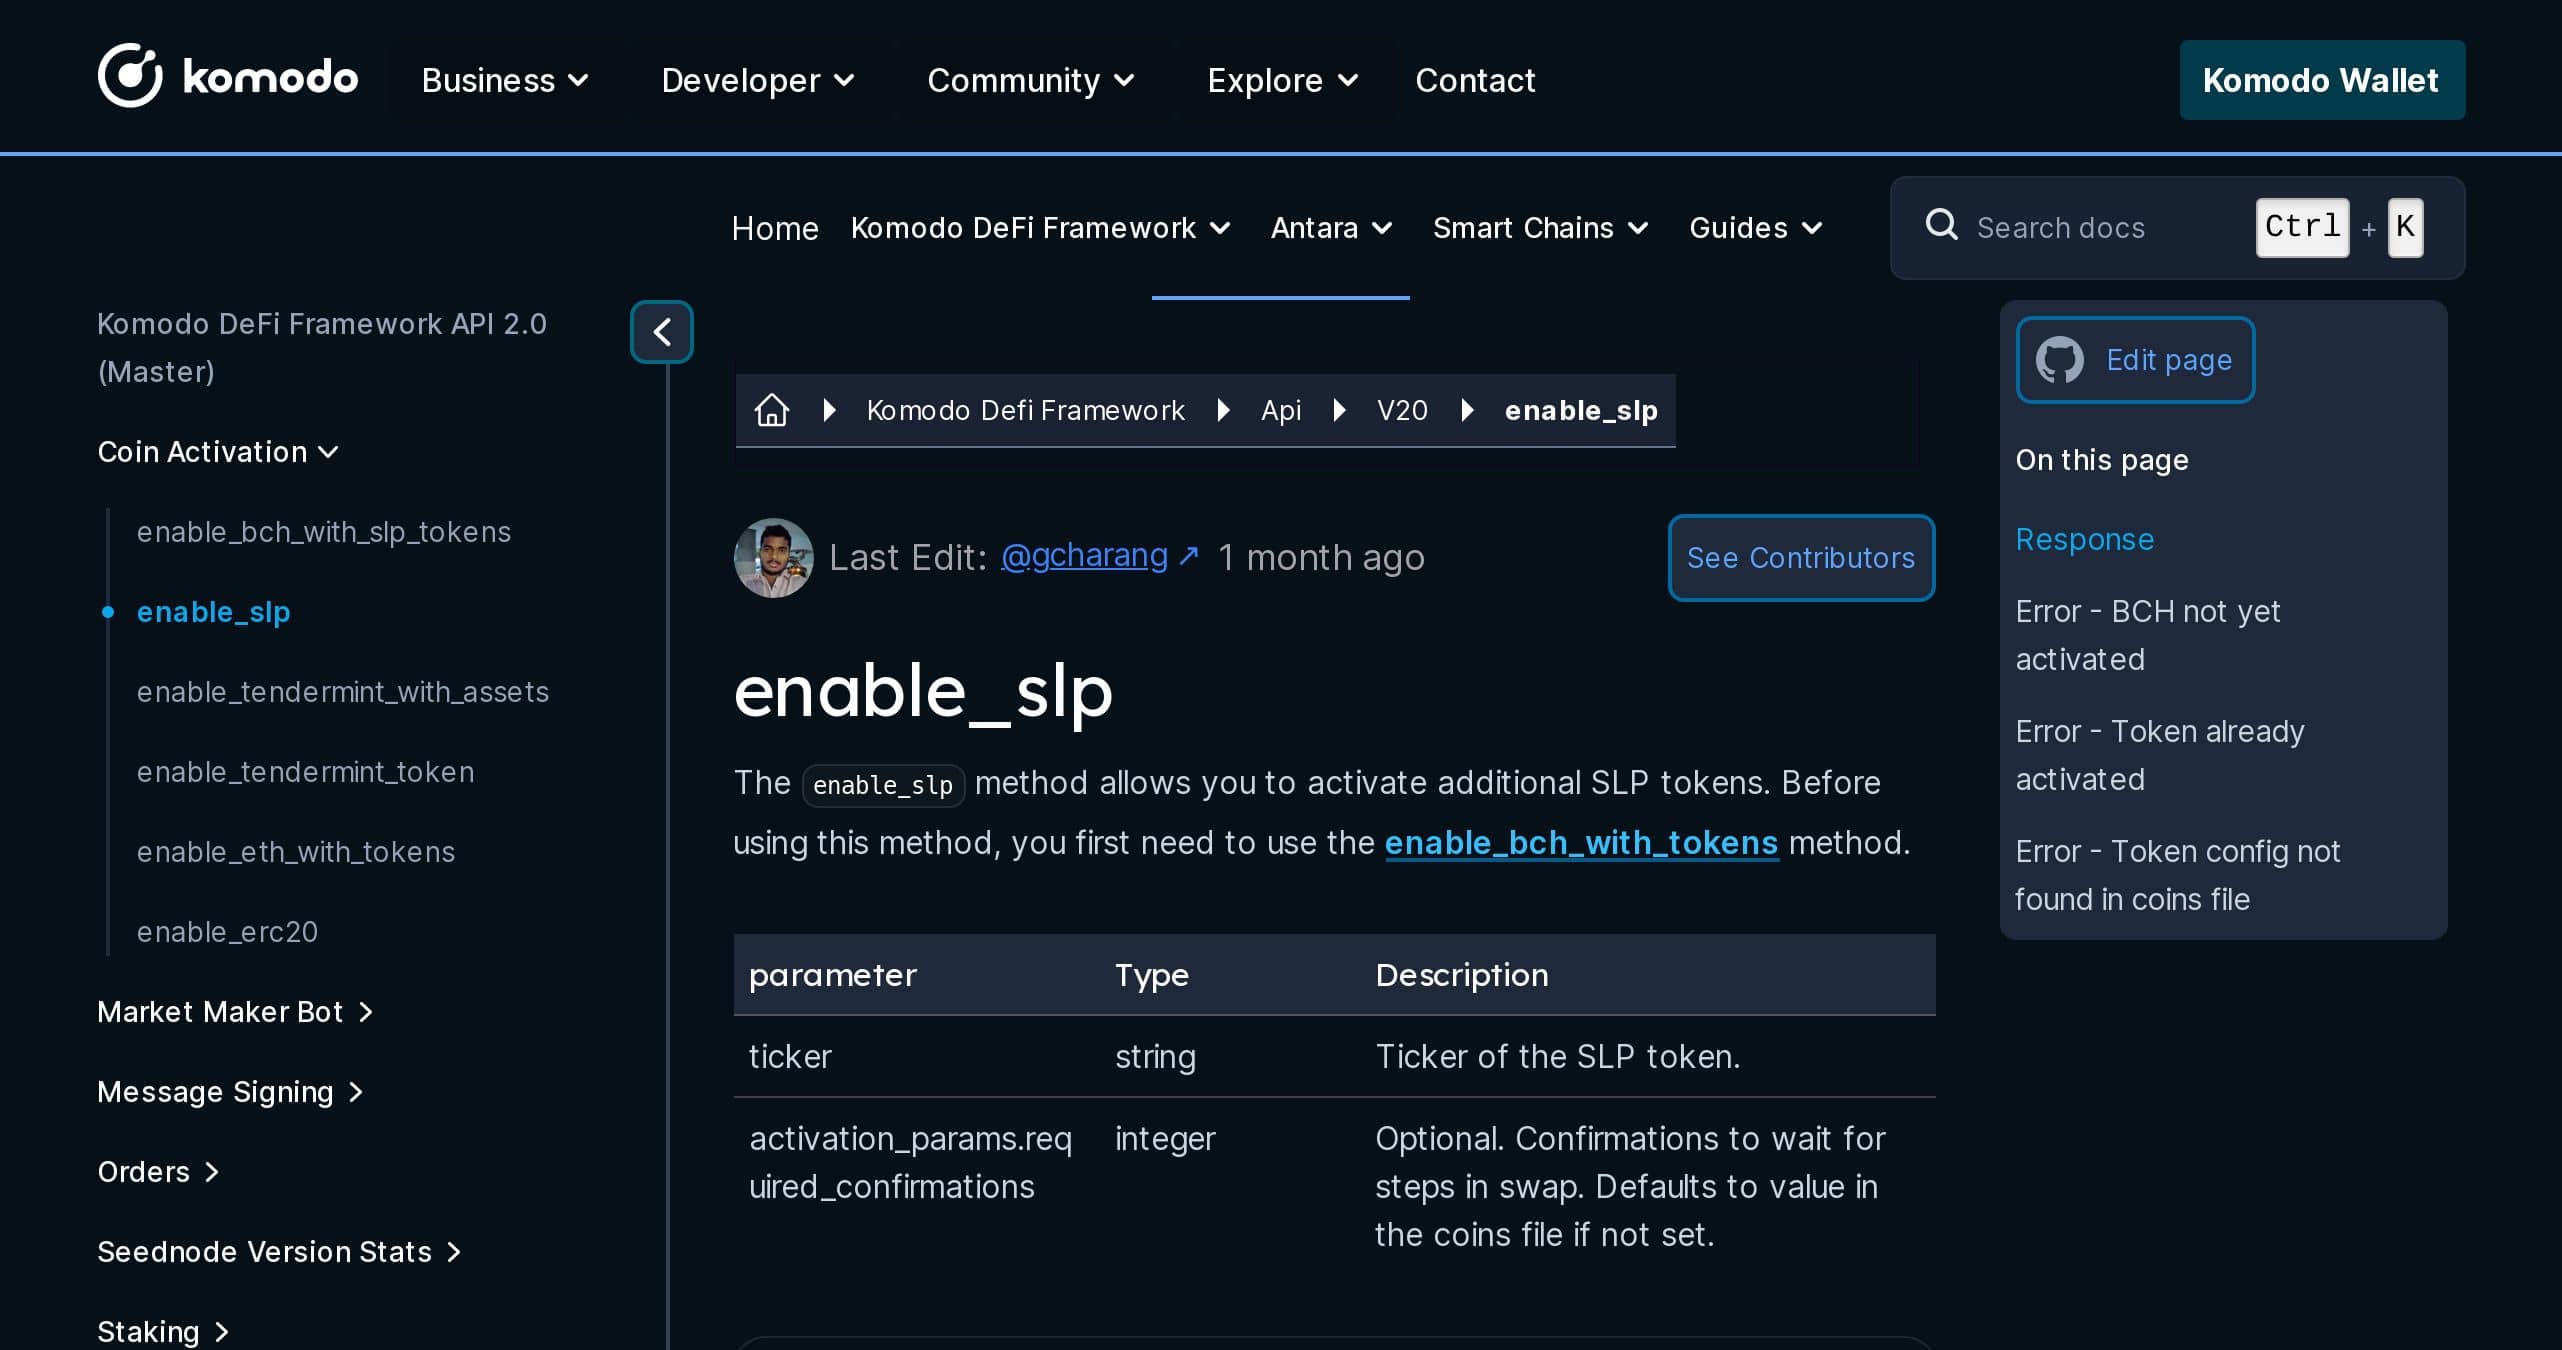 komodo
Business
Developer
Community
Explore
Contact
Komodo Wallet
Home
Komodo DeFi Framework
Antara
Smart Chains
Guides
Search docs
Ctrl + K
Komodo DeFi Framework API 2.0
(Master)
Coin Activation
enable_bch_with_slp_tokens
enable_slp
enable_tendermint_with_assets
enable_tendermint_token
enable_eth_with_tokens
enable_erc20
Market Maker Bot
Message Signing
Orders
Seednode Version Stats
Staking
Komodo Defi Framework
Api
V20
enable_slp
Last Edit: @gcharang ↗ 1 month ago
See Contributors
enable_slp
The enable_slp method allows you to activate additional SLP tokens. Before
using this method, you first need to use the enable_bch_with_tokens method.
parameter Type Description
ticker string Ticker of the SLP token.
activation_params.req integer Optional. Confirmations to wait for
uired_confirmations steps in swap. Defaults to value in
the coins file if not set.
Edit page
On this page
Response
Error - BCH not yet
activated
Error - Token already
activated
Error - Token config not
found in coins file